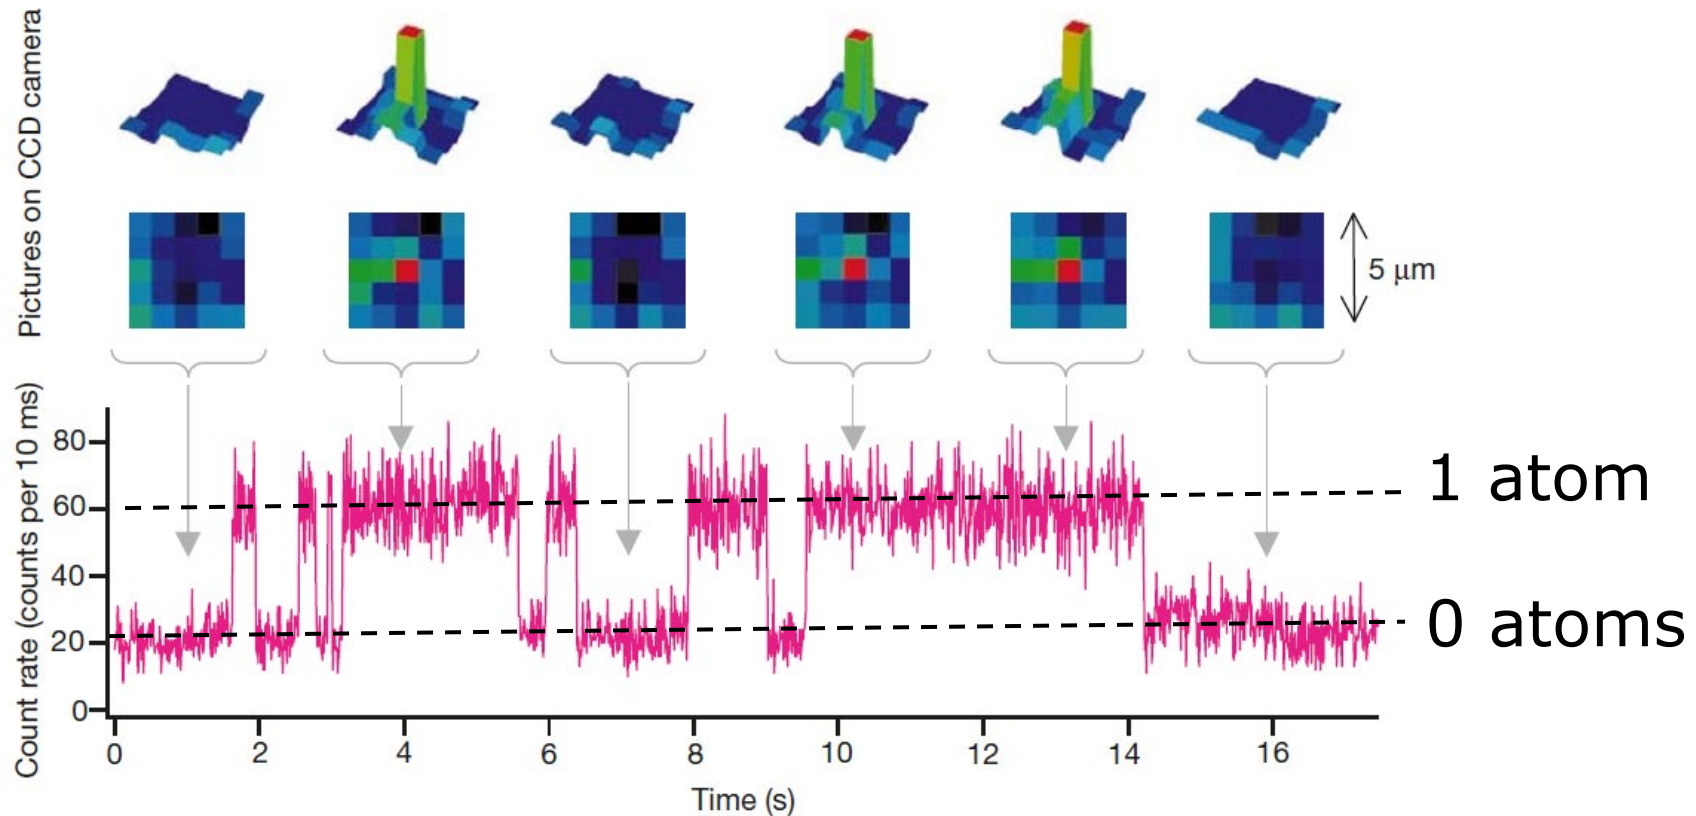 Pictures on CCD camera
5 μm
Count rate (counts per 10 ms)
80
60
40
20
0
1 atom
0 atoms
0 2 4 6 8 10 12 14 16
Time (s)